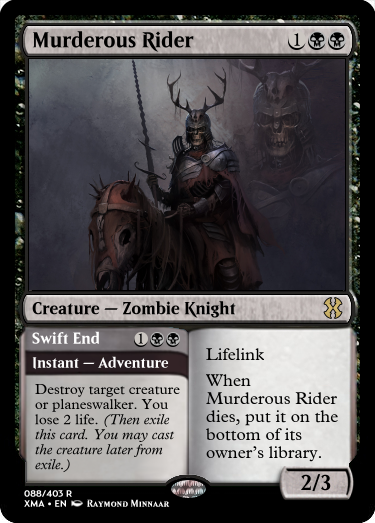 Murderous Rider 1
Creature — Zombie Knight
Swift End 1
Instant — Adventure
Destroy target creature
or planeswalker. You
lose 2 life. (Then exile
this card. You may cast
the creature later from
exile.)
Lifelink
When
Murderous Rider
dies, put it on the
bottom of its
owner's library.
2/3
088/403 R
XMA • EN Raymond Minnaar